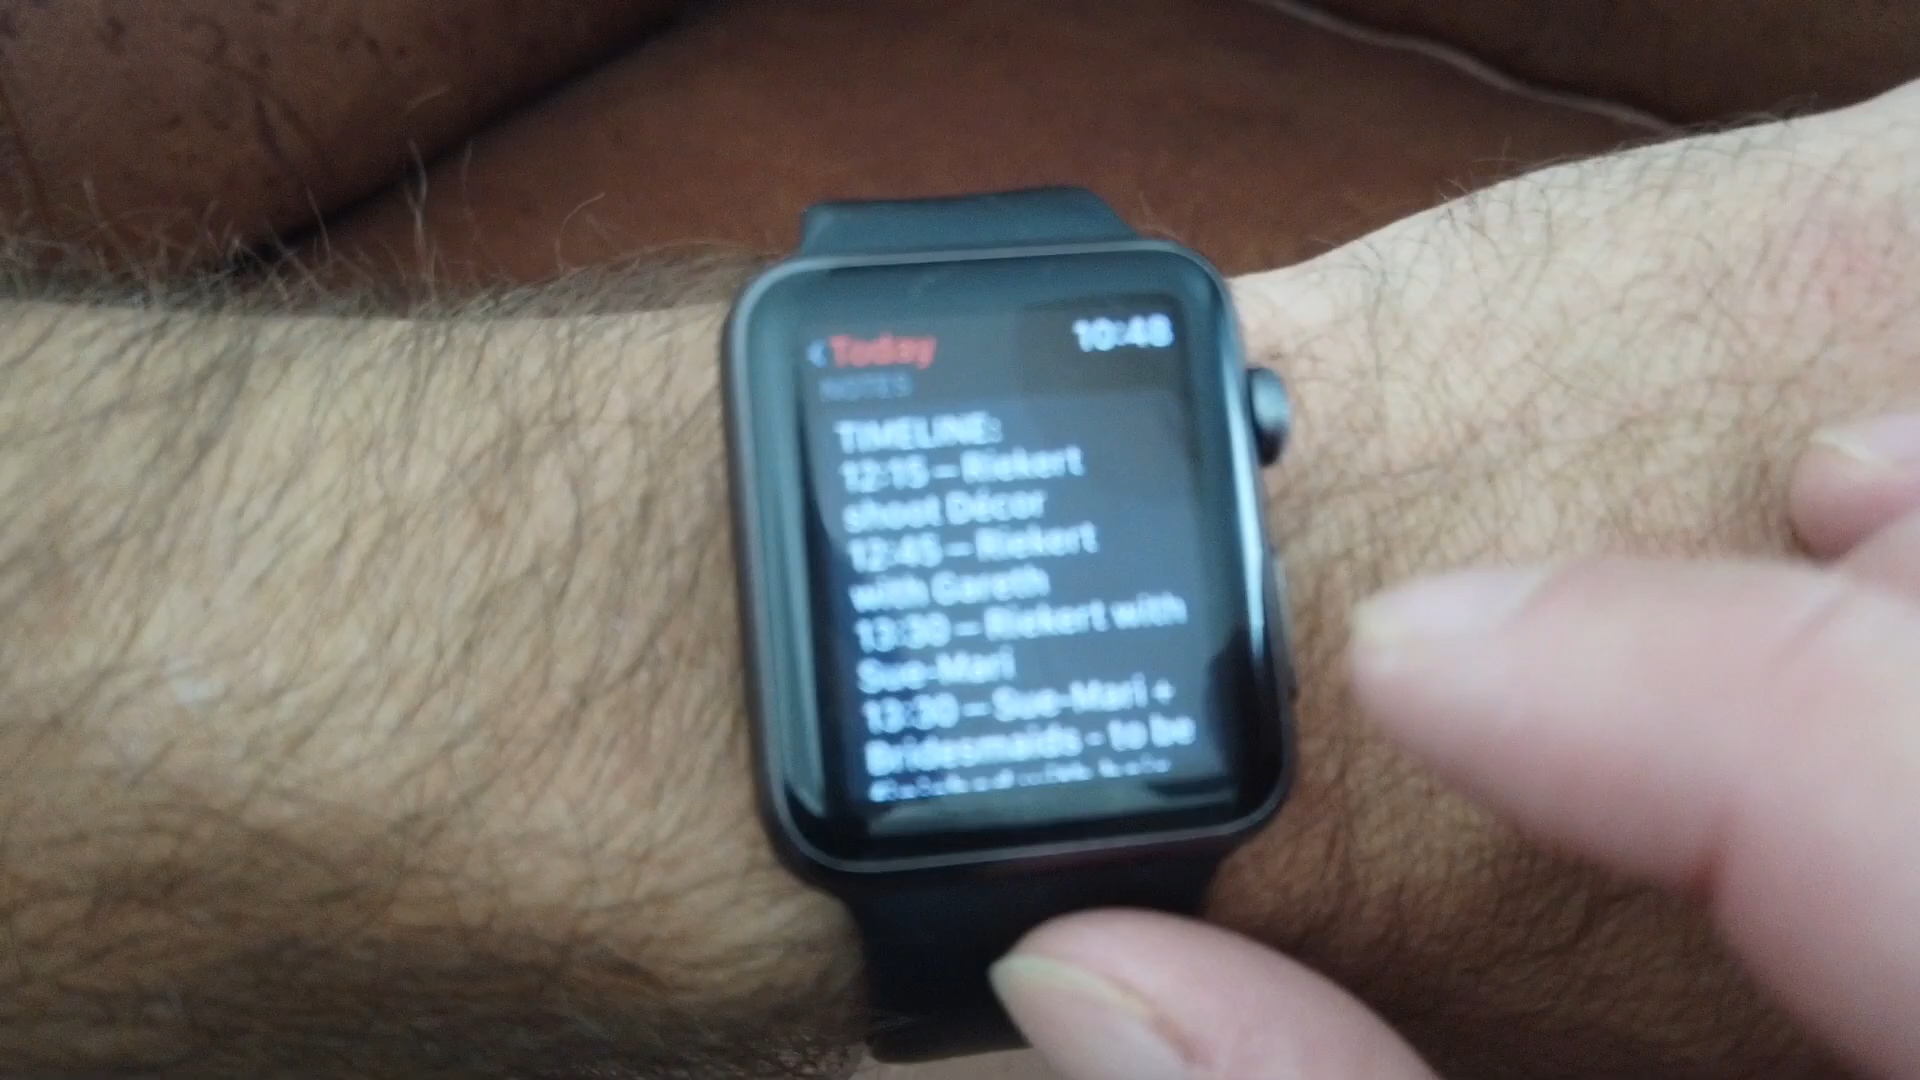 <Today
10:48
NOTES
TIMELINE:
12:15 – Riekert
shoot Décor
12:45 – Riekert
with Gareth
13:30 – Riekert with
Sue-Mari
13:30 – Sue-Mari +
Bridesmaids - to be